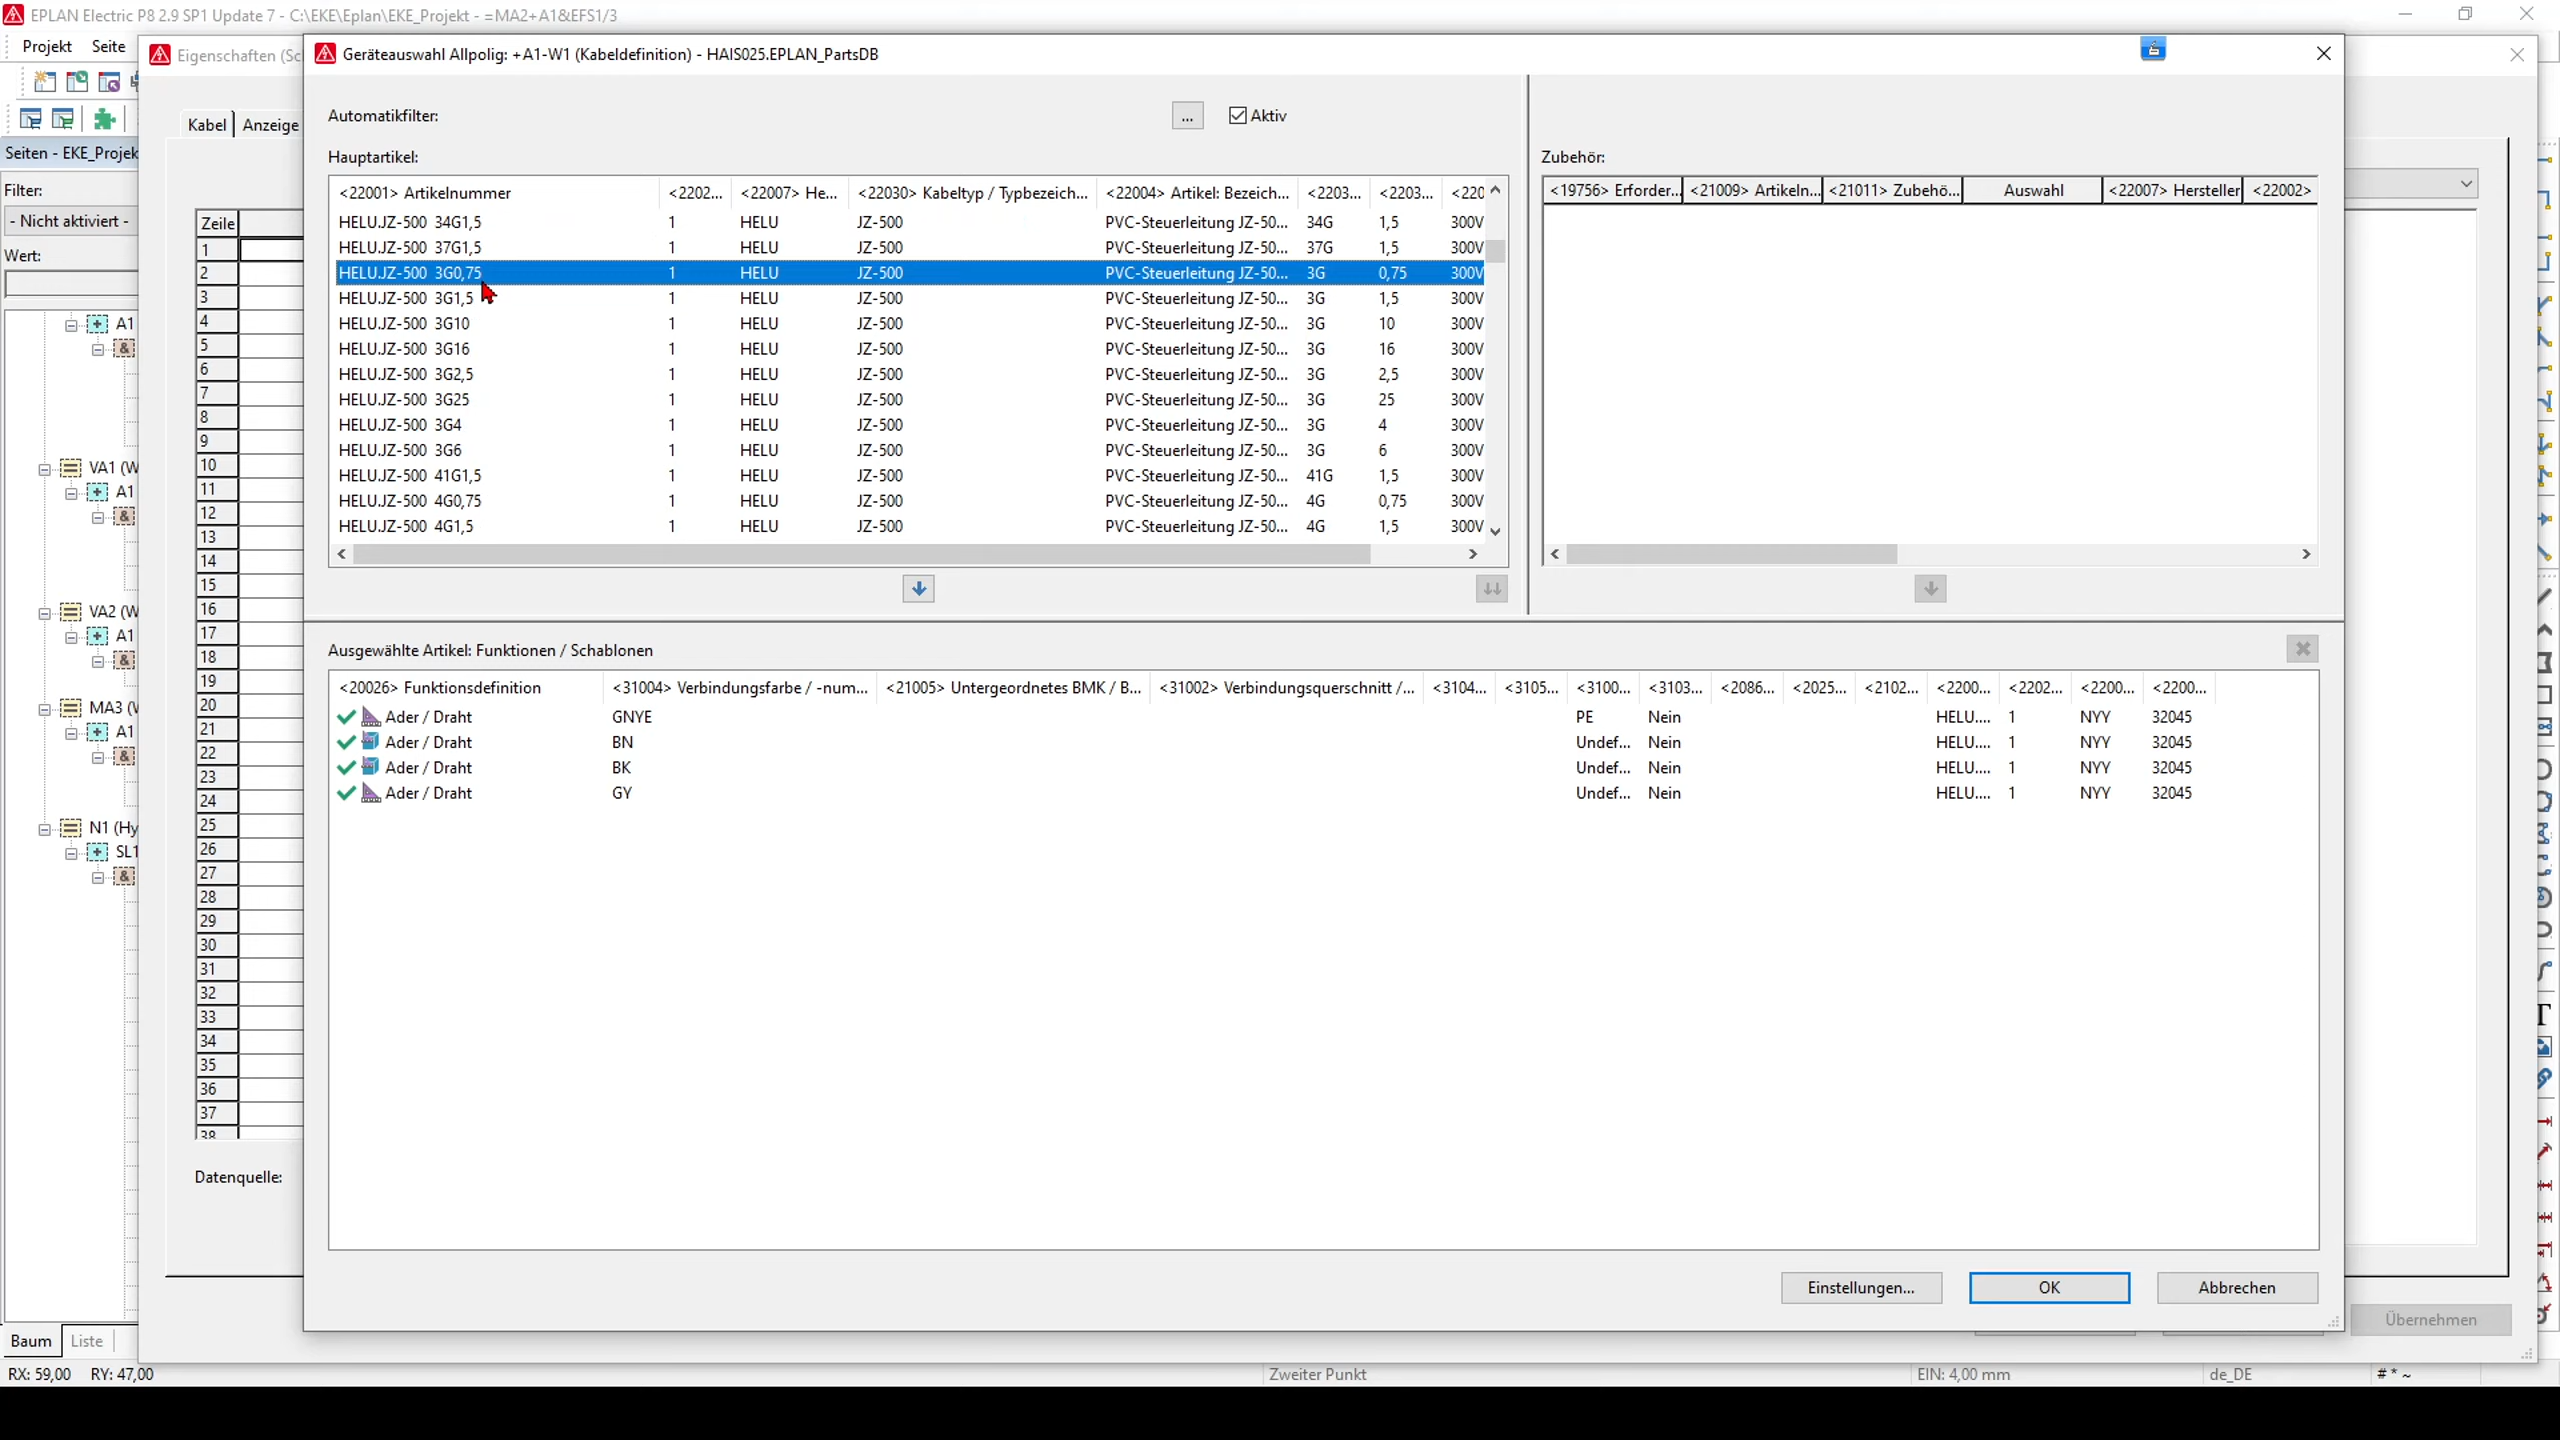 EPLAN Electric P8 2.9 SP1 Update 7 - C:\EKE\Eplan\EKE_Projekt - =MA2+A1&EFS1/3
Projekt Seite
Eigenschaften (Sc
Geräteauswahl Allpolig: +A1-W1 (Kabeldefinition) - HAIS025.EPLAN_PartsDB
Kabel Anzeige
Automatikfilter: ... Aktiv
Seiten - EKE_Projek
Hauptartikel: Zubehör:
Filter:
- Nicht aktiviert -
Wert:
<22001> Artikelnummer <2202... <22007> He... <22030> Kabeltyp / Typbezeich... <22004> Artikel: Bezeich... <2203... <2203... <220
<19756> Erforder... <21009> Artikeln... <21011> Zubehö... Auswahl <22007> Hersteller <22002>
HELU.JZ-500 34G1,5 1 HELU JZ-500 PVC-Steuerleitung JZ-50... 34G 1,5 300V
HELU.JZ-500 37G1,5 1 HELU JZ-500 PVC-Steuerleitung JZ-50... 37G 1,5 300V
HELU.JZ-500 3G0,75 1 HELU JZ-500 PVC-Steuerleitung JZ-50... 3G 0,75 300V
HELU.JZ-500 3G1,5 1 HELU JZ-500 PVC-Steuerleitung JZ-50... 3G 1,5 300V
HELU.JZ-500 3G10 1 HELU JZ-500 PVC-Steuerleitung JZ-50... 3G 10 300V
HELU.JZ-500 3G16 1 HELU JZ-500 PVC-Steuerleitung JZ-50... 3G 16 300V
HELU.JZ-500 3G2,5 1 HELU JZ-500 PVC-Steuerleitung JZ-50... 3G 2,5 300V
HELU.JZ-500 3G25 1 HELU JZ-500 PVC-Steuerleitung JZ-50... 3G 25 300V
HELU.JZ-500 3G4 1 HELU JZ-500 PVC-Steuerleitung JZ-50... 3G 4 300V
HELU.JZ-500 3G6 1 HELU JZ-500 PVC-Steuerleitung JZ-50... 3G 6 300V
HELU.JZ-500 41G1,5 1 HELU JZ-500 PVC-Steuerleitung JZ-50... 41G 1,5 300V
HELU.JZ-500 4G0,75 1 HELU JZ-500 PVC-Steuerleitung JZ-50... 4G 0,75 300V
HELU.JZ-500 4G1,5 1 HELU JZ-500 PVC-Steuerleitung JZ-50... 4G 1,5 300V
Ausgewählte Artikel: Funktionen / Schablonen
<20026> Funktionsdefinition <31004> Verbindungsfarbe / -num... <21005> Untergeordnetes BMK / B... <31002> Verbindungsquerschnitt /... <3104... <3105... <3100... <3103... <2086... <2025... <2102... <2200... <2202... <2200... <2200...
Ader / Draht GNYE PE Nein HELU.... 1 NYY 32045
Ader / Draht BN Undef... Nein HELU.... 1 NYY 32045
Ader / Draht BK Undef... Nein HELU.... 1 NYY 32045
Ader / Draht GY Undef... Nein HELU.... 1 NYY 32045
A1
&
VA1 (W
A1
&
VA2 (W
A1
&
MA3 (V
A1
&
N1 (Hy
SL1
&
Zeile
1
2
3
4
5
6
7
8
9
10
11
12
13
14
15
16
17
18
19
20
21
22
23
24
25
26
27
28
29
30
31
32
33
34
35
36
37
38
Datenquelle:
Einstellungen... OK Abbrechen
Übernehmen
Baum Liste
RX: 59,00 RY: 47,00 Zweiter Punkt EIN: 4,00 mm de_DE # * ~